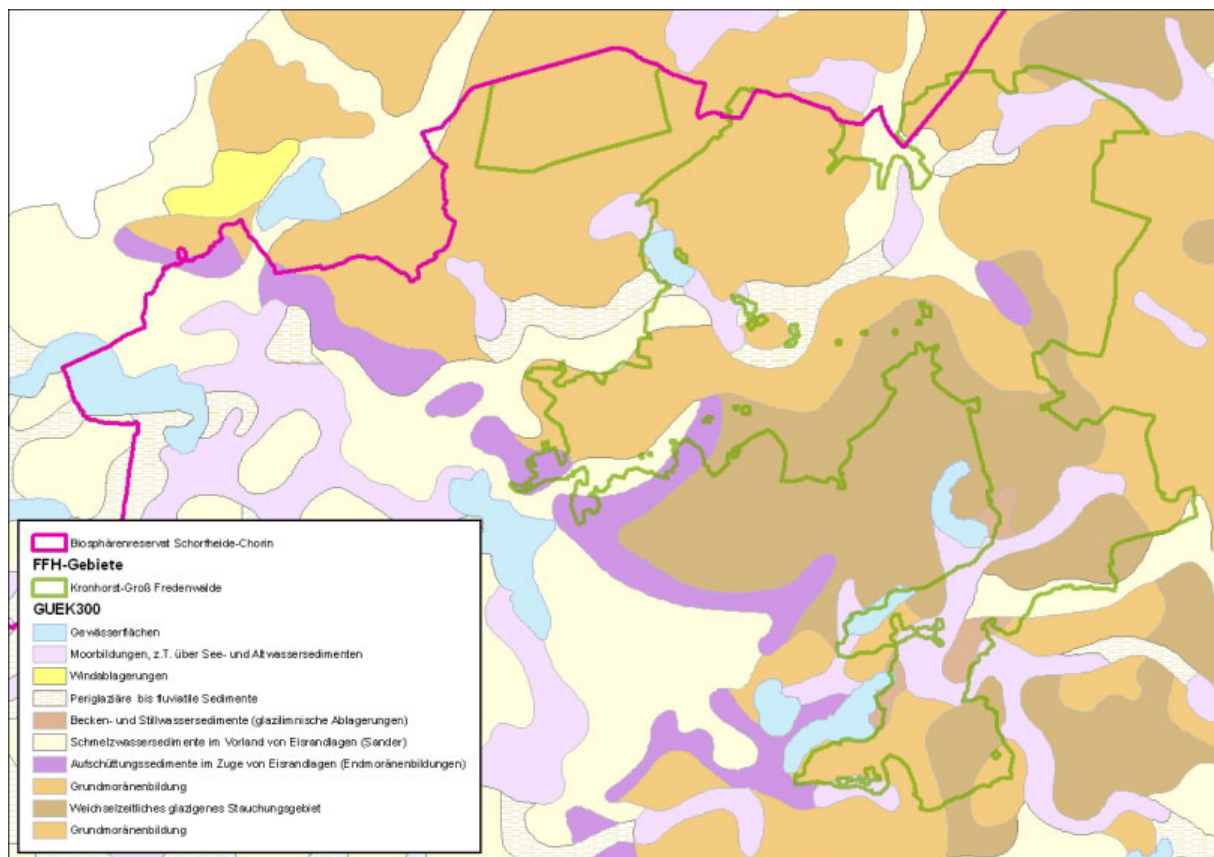 Biosphärenreservat Schorfheide-Chorin
FFH-Gebiete
Kronhorst-Groß Fredenwalde
GUEK300
Gewässerflächen
Moorbildungen, z.T. über See- und Altwassersedimenten
Windablagerungen
Periglaziäre bis fluviatile Sedimente
Becken- und Stillwassersedimente (glazilimnische Ablagerungen)
Schmelzwassersedimente im Vorland von Eisrandlagen (Sander)
Aufschüttungssedimente im Zuge von Eisrandlagen (Endmoränenbildungen)
Grundmoränenbildung
Weichselzeitliches glazigenes Stauchungsgebiet
Grundmoränenbildung